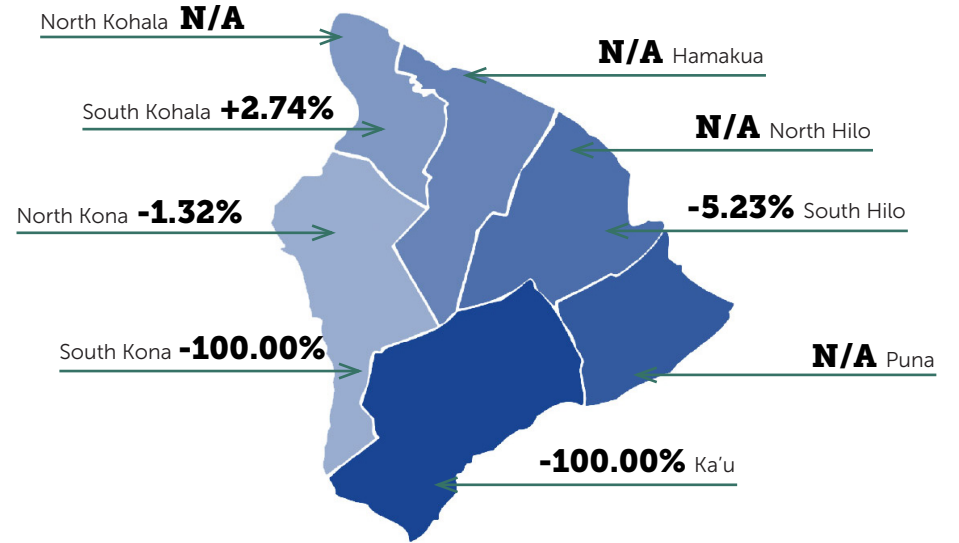 North Kohala N/A
N/A Hamakua
South Kohala +2.74%
N/A North Hilo
North Kona -1.32%
-5.23% South Hilo
South Kona -100.00%
N/A Puna
-100.00% Ka’u